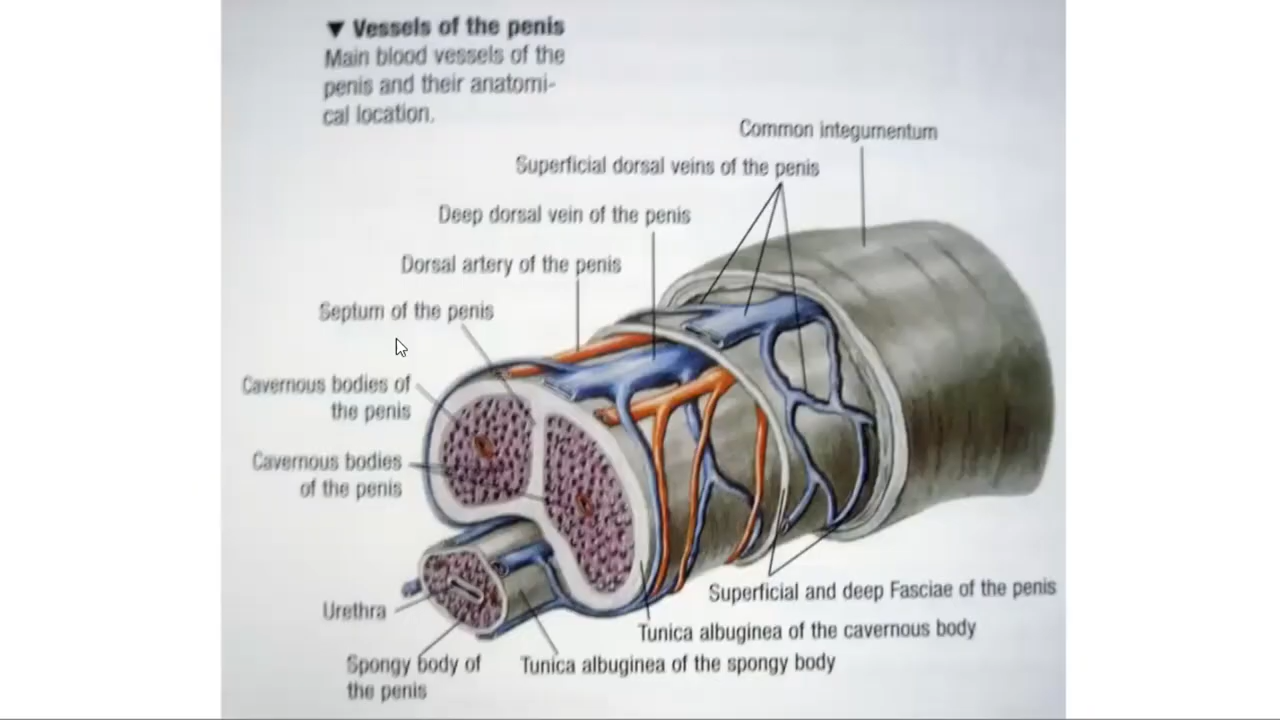 ▼ Vessels of the penis
Main blood vessels of the
penis and their anatomi-
cal location.
Common integumentum
Superficial dorsal veins of the penis
Deep dorsal vein of the penis
Dorsal artery of the penis
Septum of the penis
Cavernous bodies of
the penis
Cavernous bodies
of the penis
Superficial and deep Fasciae of the penis
Urethra
Tunica albuginea of the cavernous body
Spongy body of
the penis
Tunica albuginea of the spongy body